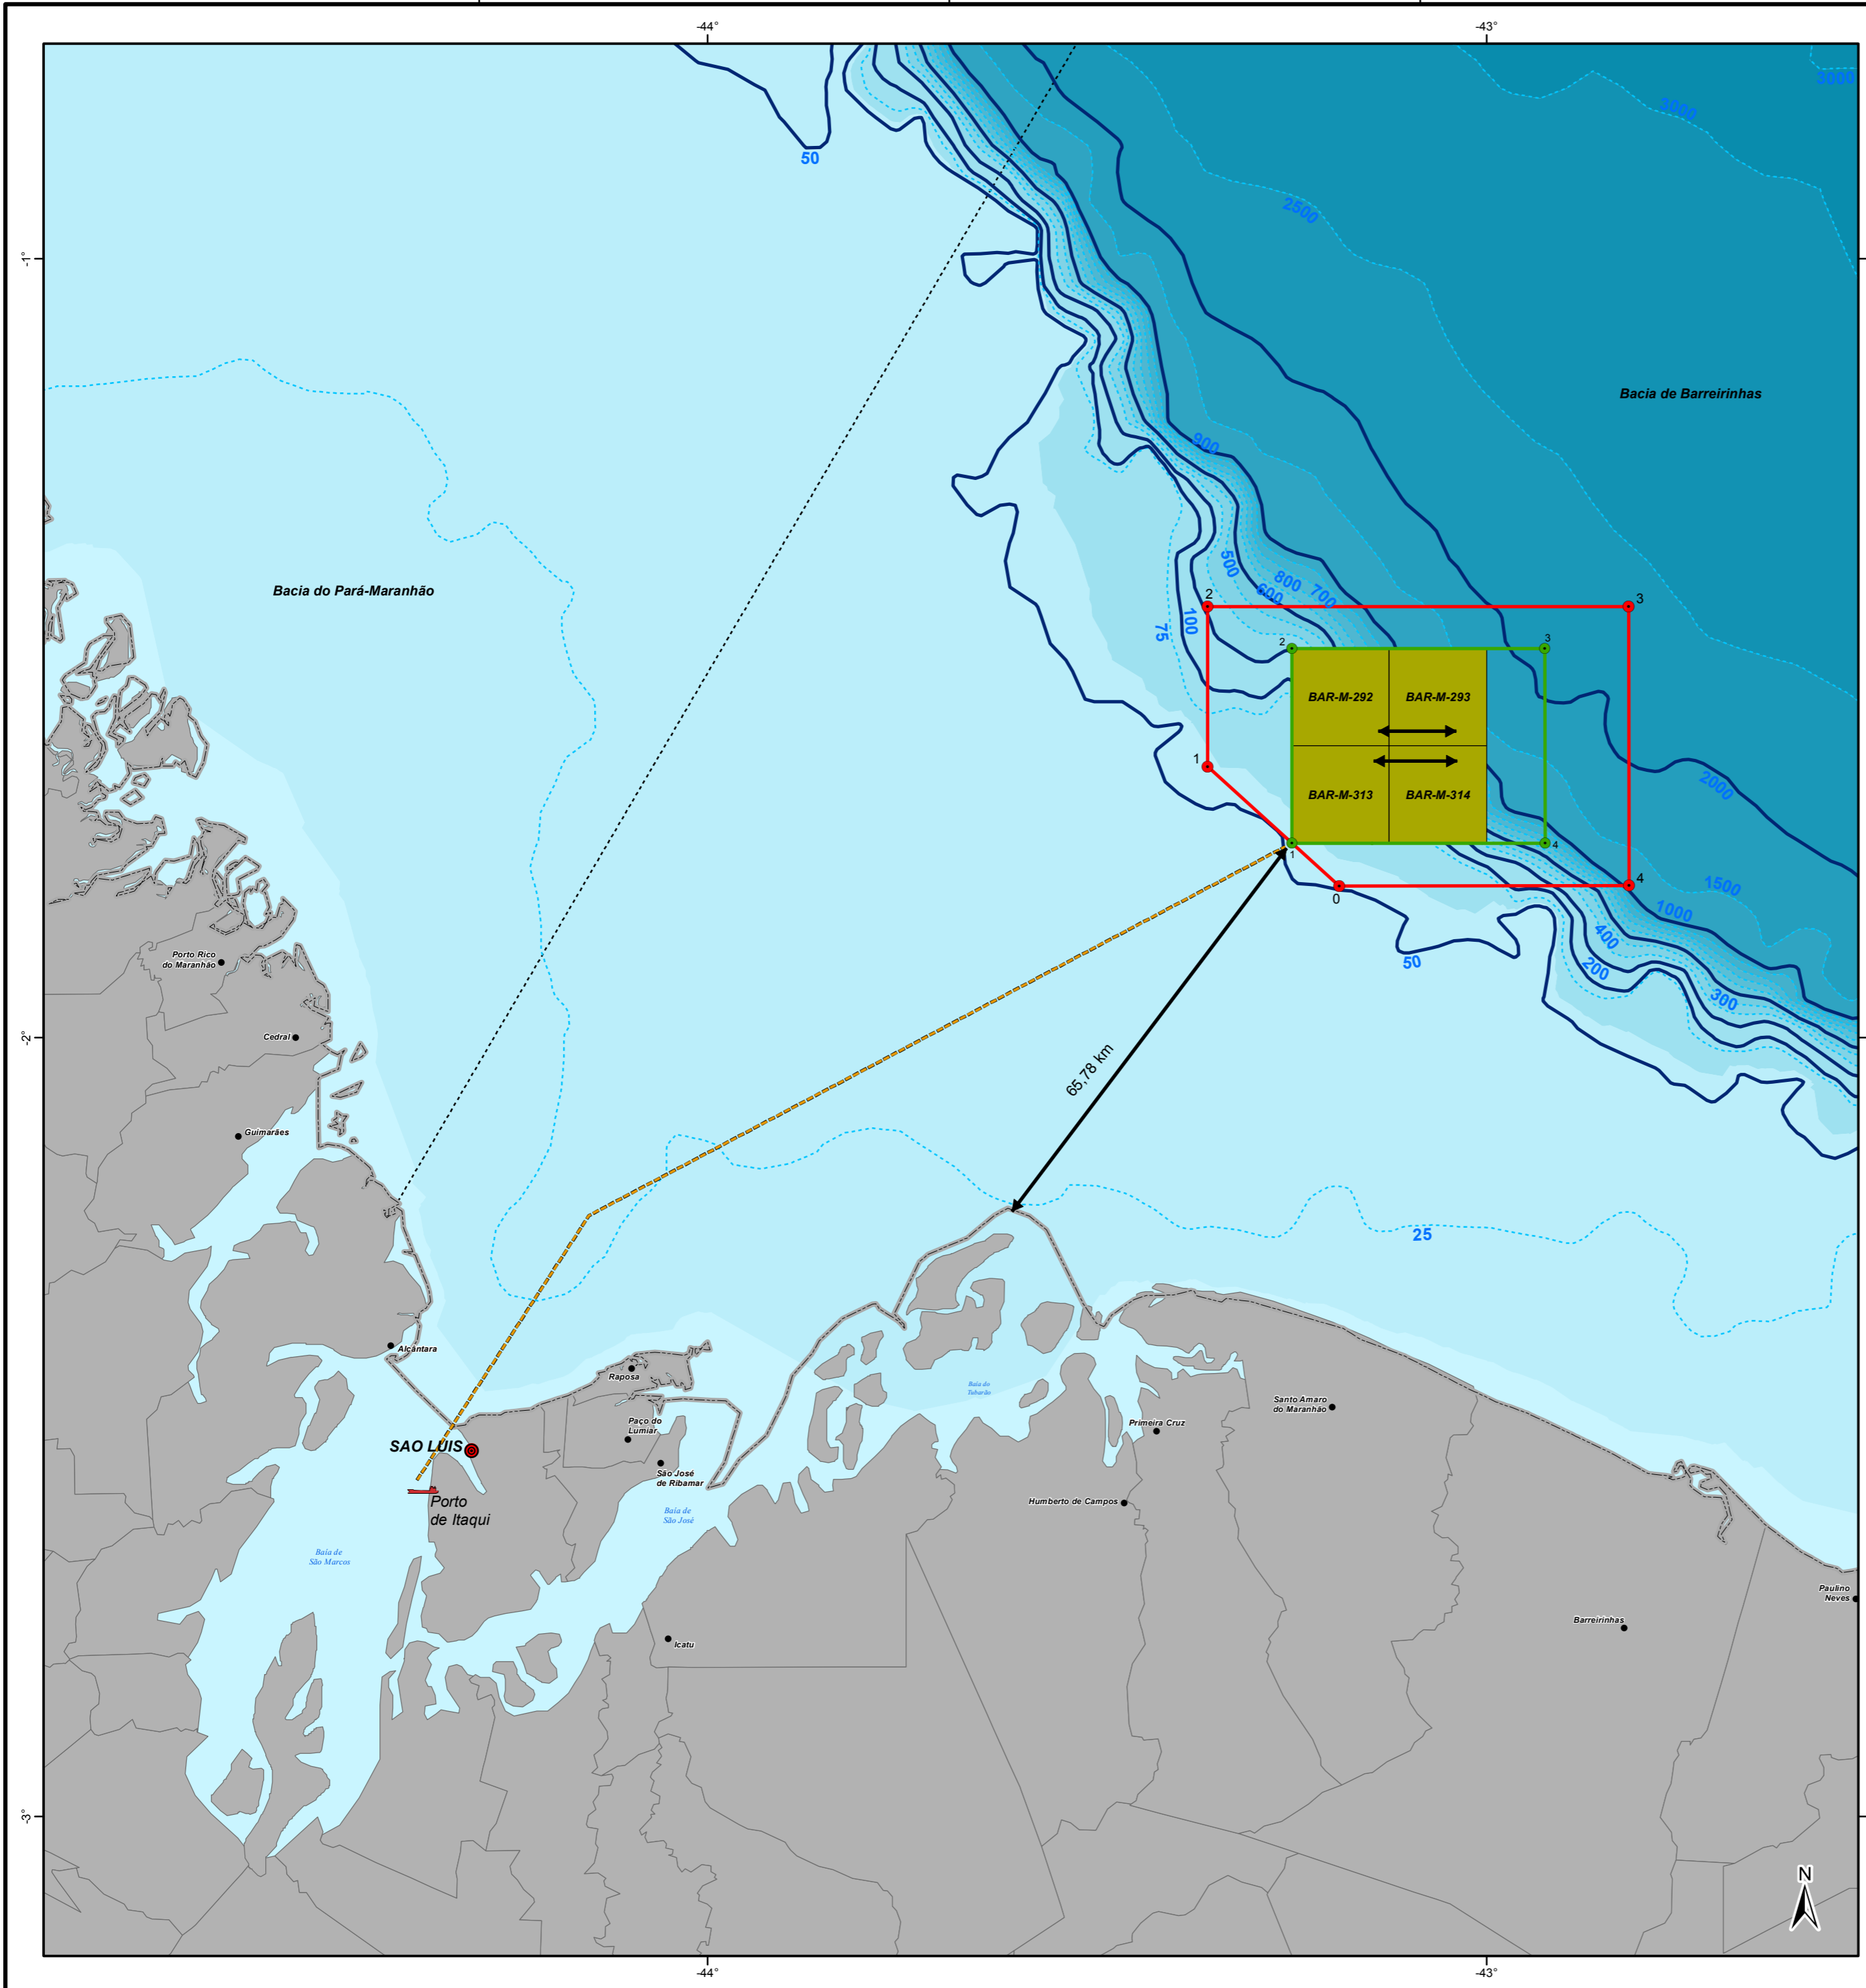 -44°
-43°
3000
3000
50
2500
-1°
Bacia de Barreirinhas
900
Bacia do Pará-Maranhão
500
800
700
600
2
3
100
75
2
3
BAR-M-292
BAR-M-293
1
2000
BAR-M-313
BAR-M-314
1
4
4
0
1500
1000
400
50
200
300
Porto Rico
do Maranhão
Cedral
-2°
65,78 km
Guimarães
25
Alcântara
Raposa
Baía do
Tubarão
Santo Amaro
do Maranhão
Paço do
Lumiar
Primeira Cruz
SAO LUIS
São José
de Ribamar
Porto
de Itaqui
Humberto de Campos
Baía de
São José
Baía de
São Marcos
Paulino
Neves
Barreirinhas
Icatu
-3°
N
-44°
-43°